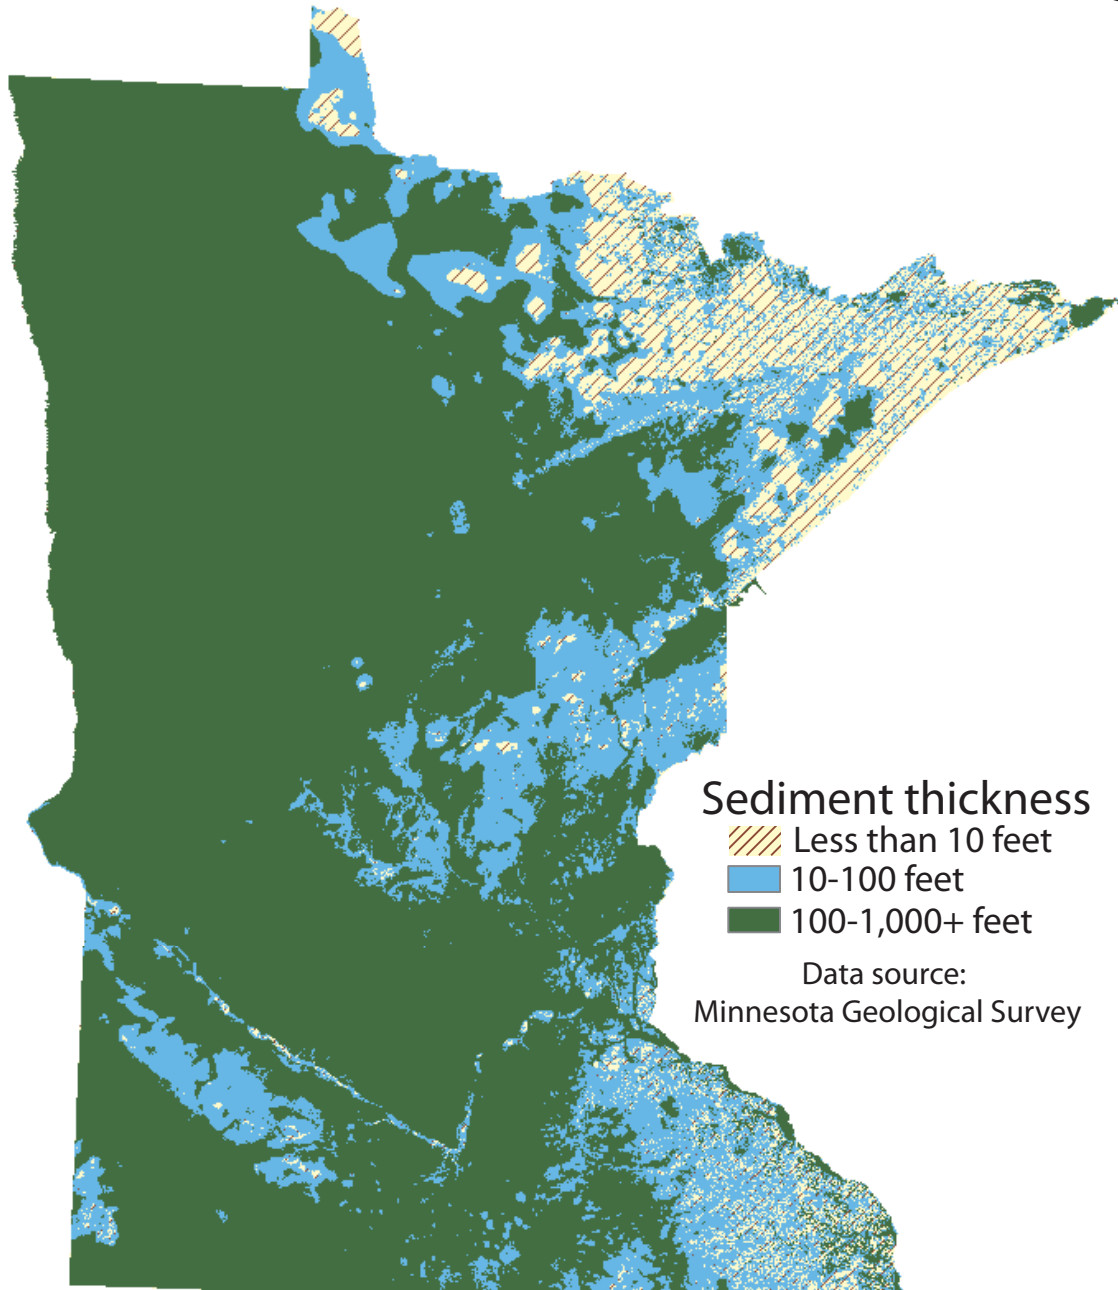 Sediment thickness
Less than 10 feet
10-100 feet
100-1,000+ feet
Data source:
Minnesota Geological Survey